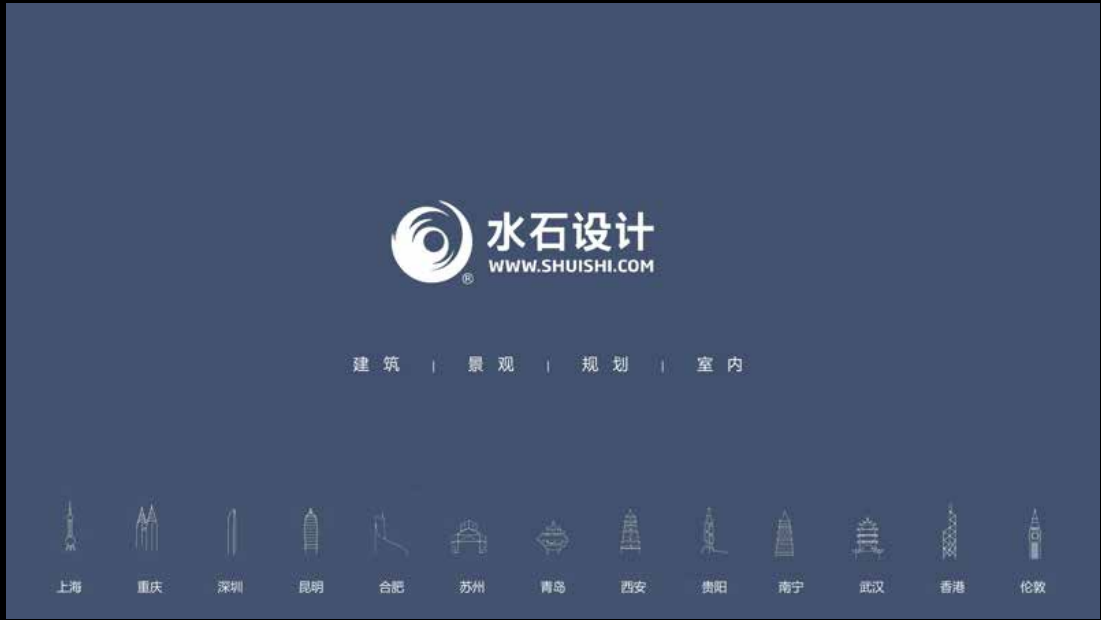 水石设计
WWW.SHUISHI.COM
®
建筑 | 景观 | 规划 | 室内
上海 重庆 深圳 昆明 合肥 苏州 青岛 西安 贵阳 南宁 武汉 香港 伦敦